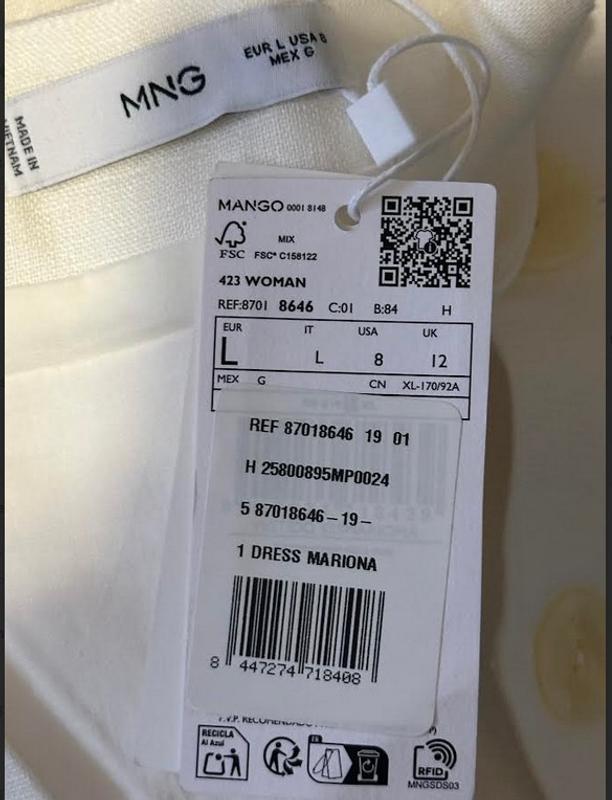 MNG
EUR L USA 8
MEX G
MADE IN
VIETNAM
MANGO 0001 8148
FSC
MIX
FSC® C158122
423 WOMAN
REF:8701 8646 C:01 B:84 H
EUR IT USA UK
L L 8 12
MEX G CN XL-170/92A
REF 87018646 19 01
H 25800895MP0024
5 87018646-19-
1 DRESS MARIONA
8 447274 718408
P.V.P. RECOMENDADO
RECICLA
Al Azul
FR
RFID
MNGSDS03